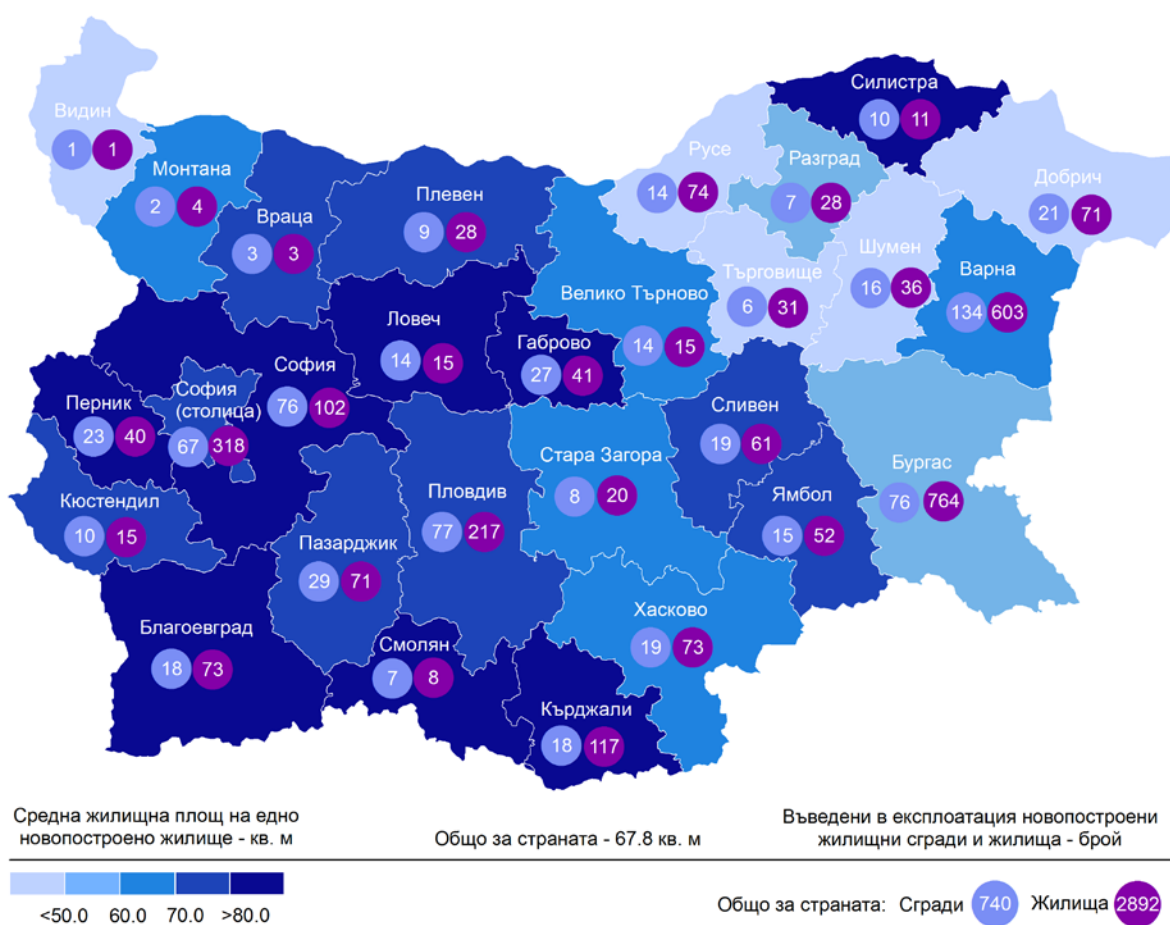 Силистра
10 11
Видин
1 1
Русе
14 74
Разград
7 28
Монтана
2 4
Плевен
9 28
Добрич
21 71
Враца
3 3
Шумен
16 36
Търговище
6 31
Варна
134 603
Велико Търново
14 15
Ловеч
14 15
Габрово
27 41
София
76 102
София
(столица)
67 318
Перник
23 40
Сливен
19 61
Стара Загора
8 20
Бургас
76 764
Кюстендил
10 15
Пловдив
77 217
Ямбол
15 52
Пазарджик
29 71
Хасково
19 73
Благоевград
18 73
Смолян
7 8
Кърджали
18 117
Средна жилищна площ на едно
новопостроено жилище - кв. м
Общо за страната - 67.8 кв. м
Въведени в експлоатация новопостроени
жилищни сгради и жилища - брой
<50.0 60.0 70.0 >80.0
Общо за страната: Сгради 740 Жилища 2892